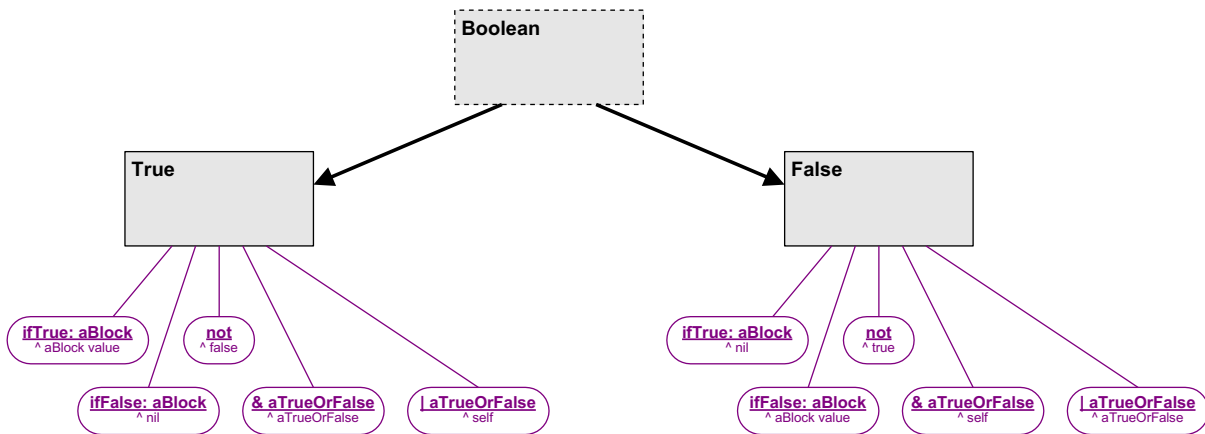 Boolean
True
False
ifTrue: aBlock
^ aBlock value
not
^ false
ifFalse: aBlock
^ nil
& aTrueOrFalse
^ aTrueOrFalse
| aTrueOrFalse
^ self
ifTrue: aBlock
^ nil
not
^ true
ifFalse: aBlock
^ aBlock value
& aTrueOrFalse
^ self
| aTrueOrFalse
^ aTrueOrFalse